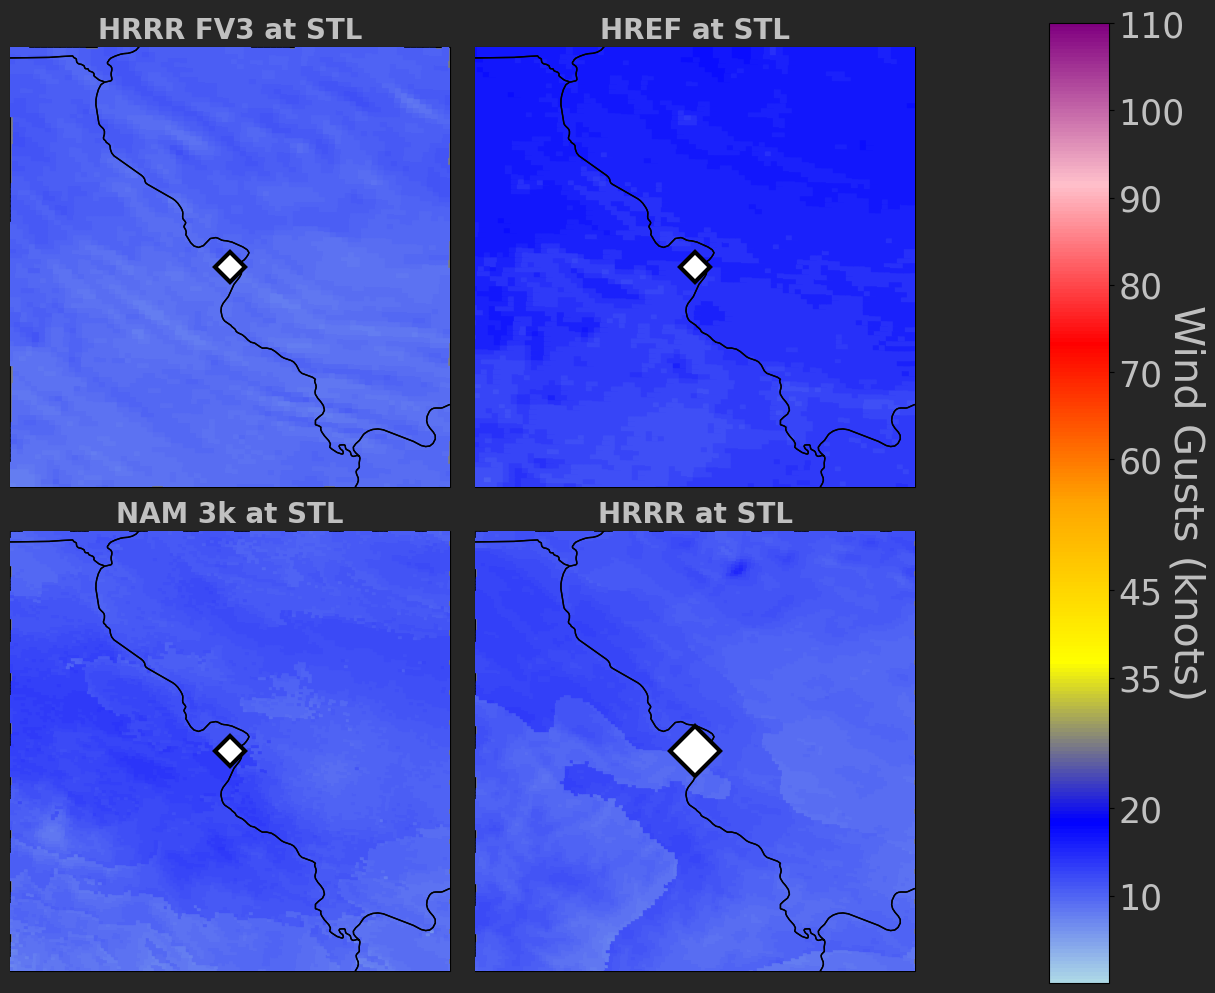 HRRR FV3 at STL
HREF at STL
NAM 3k at STL
HRRR at STL
110
100
90
80
70
60
45
35
20
10
Wind Gusts (knots)